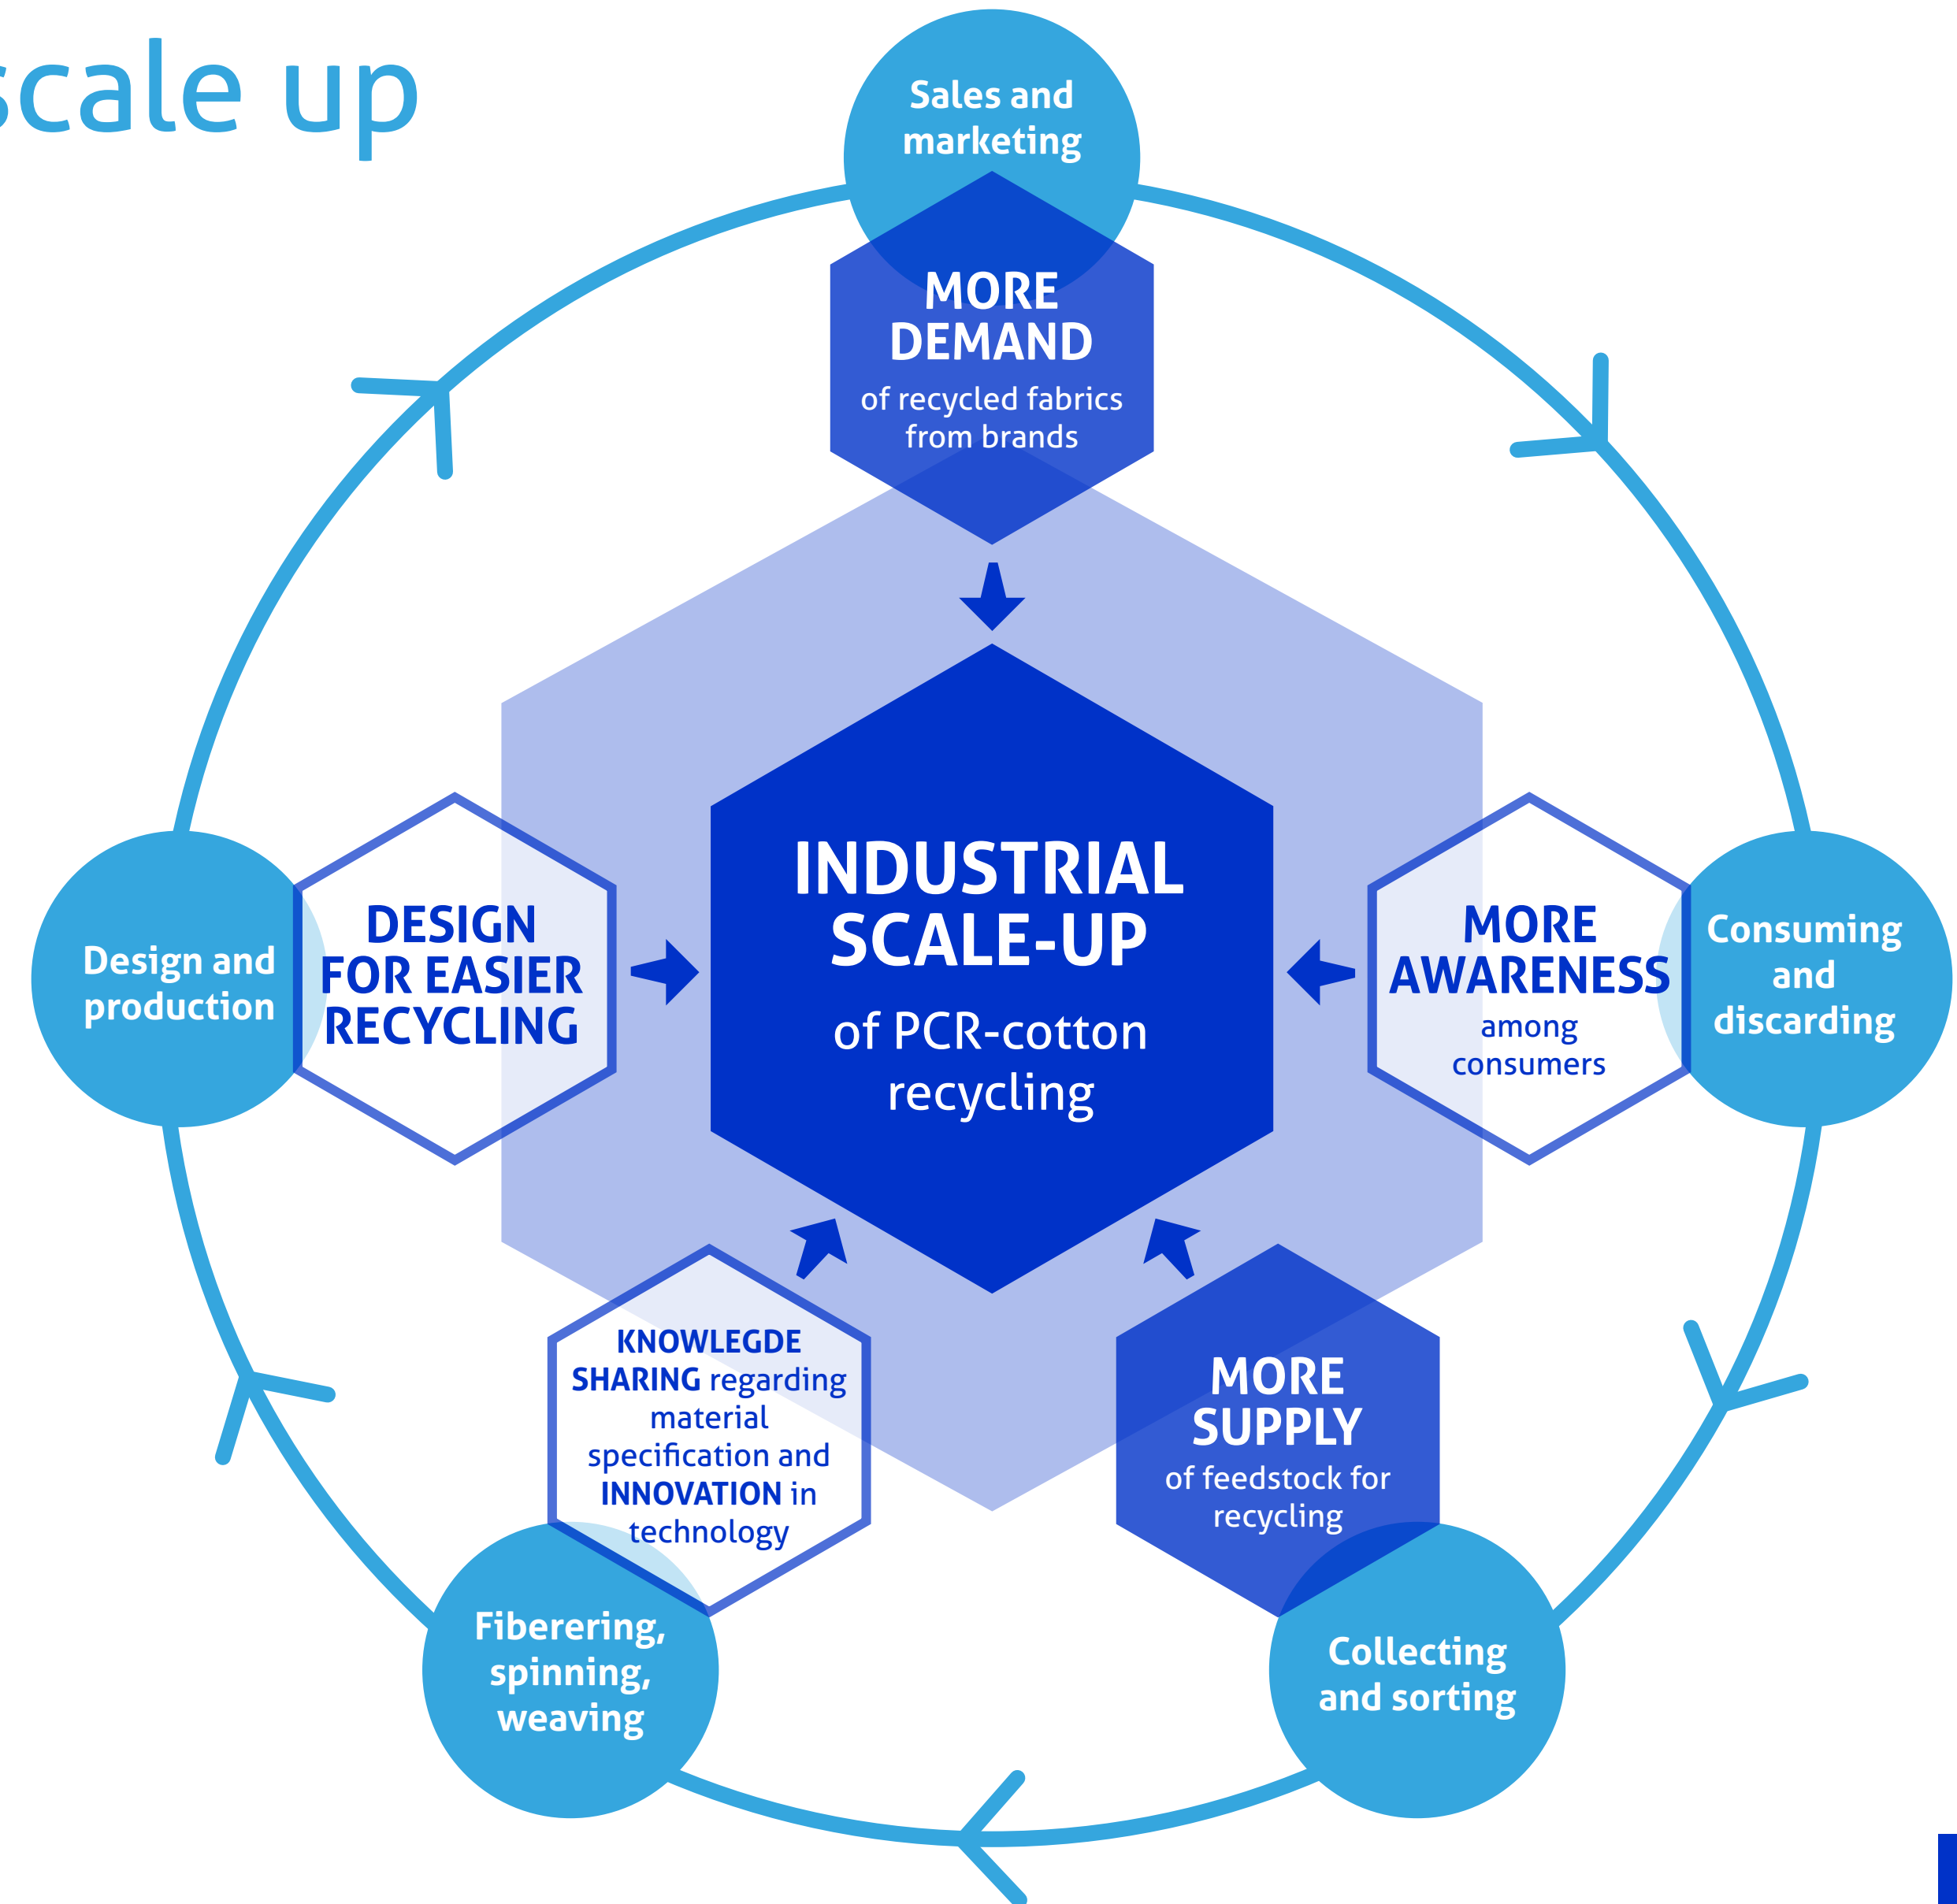 scale up
Sales and
marketing
MORE
DEMAND
of recycled fabrics
from brands
INDUSTRIAL
SCALE-UP
of PCR-cotton
recycling
Design and
production
DESIGN
FOR EASIER
RECYCLING
MORE
AWARENESS
among
consumers
Consuming
and
discarding
KNOWLEGDE
SHARING regarding
material
specification and
INNOVATION in
technology
MORE
SUPPLY
of feedstock for
recycling
Fiberering,
spinning,
weaving
Collecting
and sorting